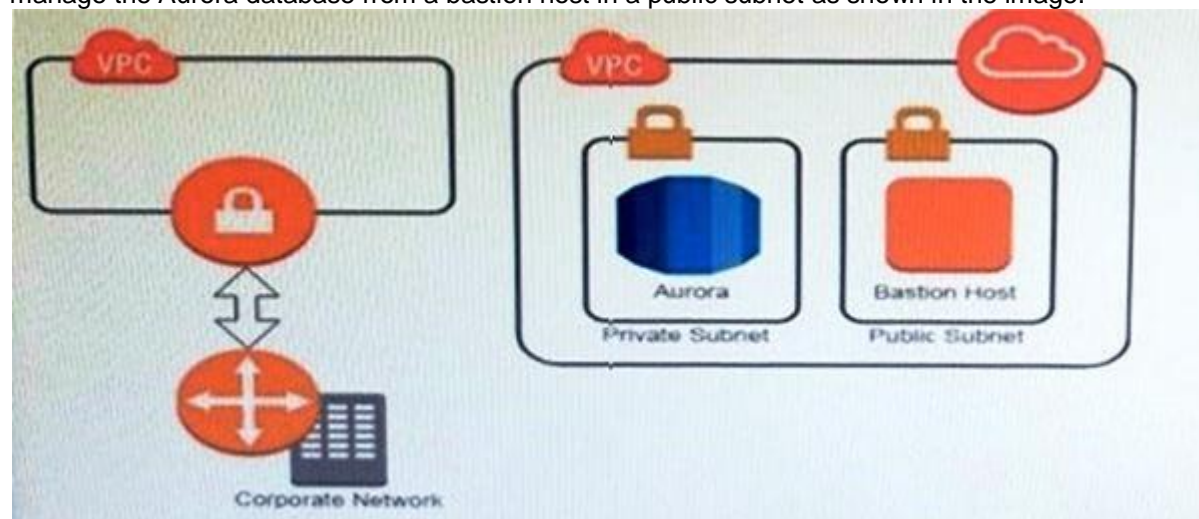 manage the Aurora database from a bastion host in a public subnet as shown in the image.
VPC
VPC
Aurora
Bastion Host
Private Subnet
Public Subnet
Corporate Network